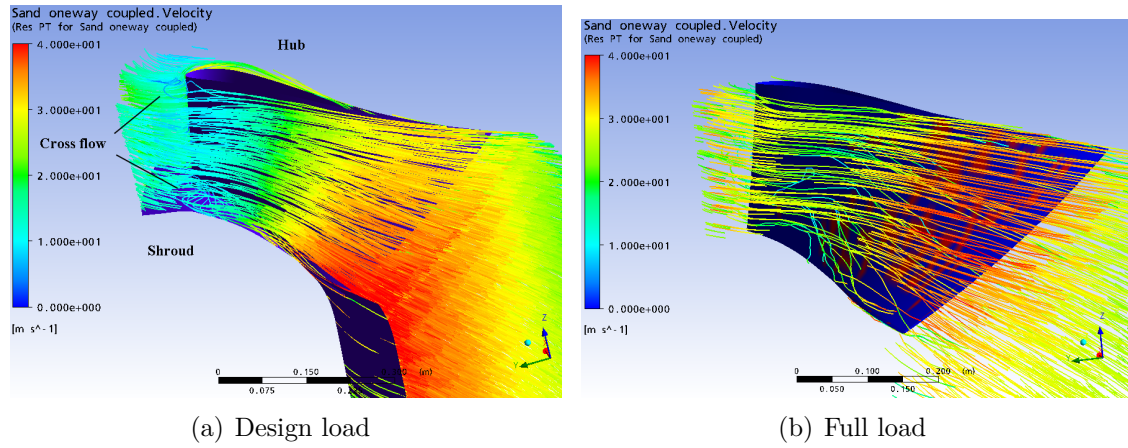 Sand oneway coupled.Velocity
(Res PT for Sand oneway coupled)
4.000e+001
3.000e+001
2.000e+001
1.000e+001
0.000e+000
[m s^-1]
Hub
Cross flow
Shroud
0 0.150 (m)
0.075
Z
Y
(a) Design load
Sand oneway coupled.Velocity
(Res PT for Sand oneway coupled)
4.000e+001
3.000e+001
2.000e+001
1.000e+001
0.000e+000
[m s^-1]
0 0.100 0.200 (m)
0.050 0.150
Z
Y
(b) Full load